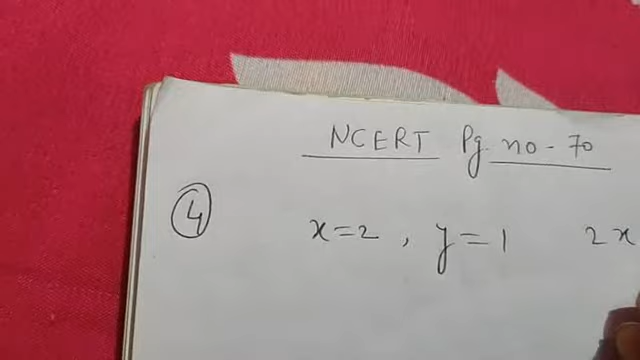 NCERT Pg no - 70
④ x = 2 , y = 1 2x